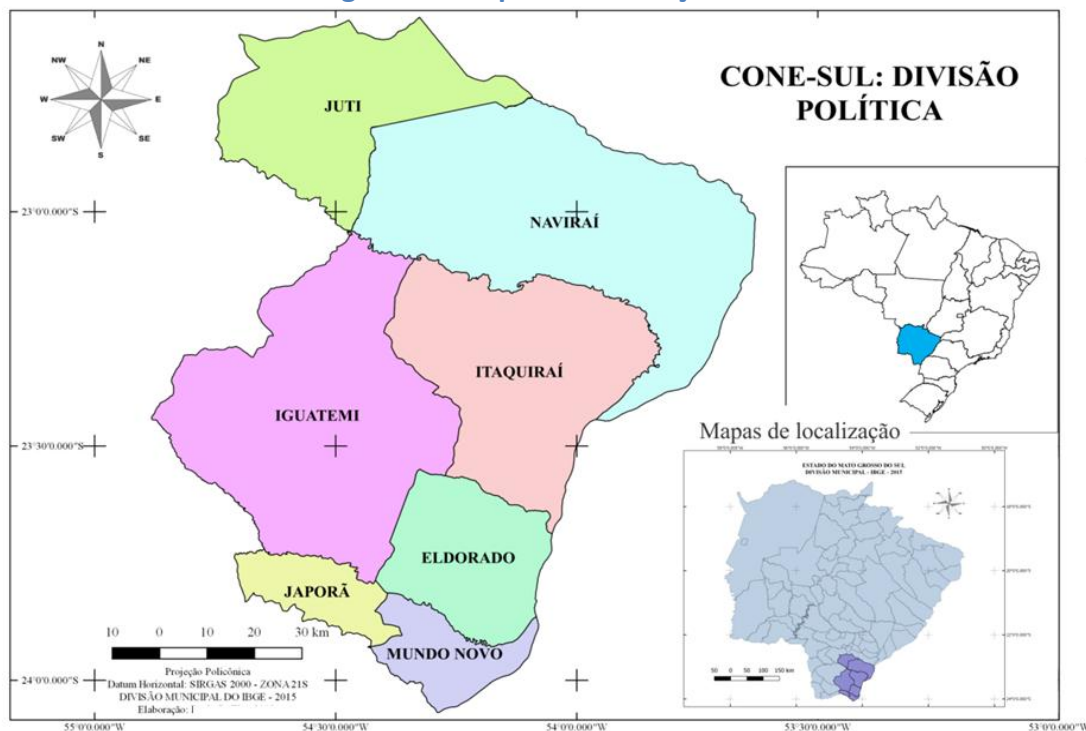 N
NW
NE
W
E
SW
SE
S
CONE-SUL: DIVISÃO
POLÍTICA
JUTI
NAVIRAÍ
ITAQUIRAÍ
IGUATEMI
ELDORADO
JAPORÃ
MUNDO NOVO
23°0'0.000"S
23°30'0.000"S
24°0'0.000"S
55°0'0.000"W
54°30'0.000"W
54°0'0.000"W
53°30'0.000"W
53°0'0.000"W
10 0 10 20 30 km
Projeção Policônica
Datum Horizontal: SIRGAS 2000 - ZONA 21S
DIVISÃO MUNICIPAL DO IBGE - 2015
Elaboração:
Mapas de localização
ESTADO DO MATO GROSSO DO SUL
DIVISÃO MUNICIPAL - IBGE - 2015
50 0 50 100 150 km